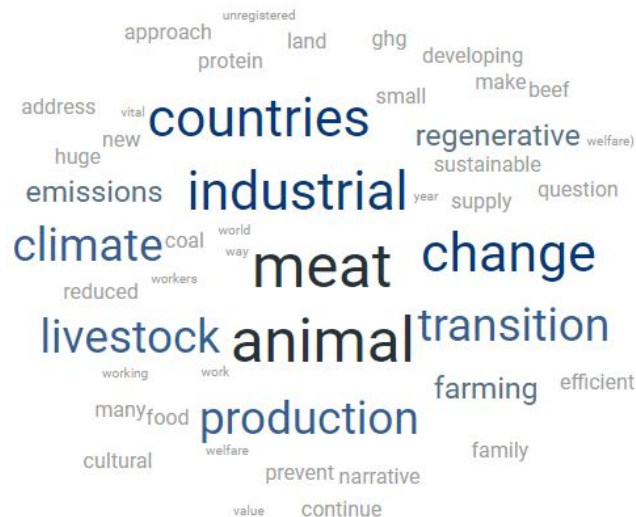 unregistered
approach land ghg
protein developing
make beef
address vital countries small
new regenerative welfare)
huge sustainable
emissions industrial year supply question
climate coal world
way meat change
reduced workers
livestock animal transition
working work farming efficient
many food production
cultural welfare family
prevent narrative
value continue